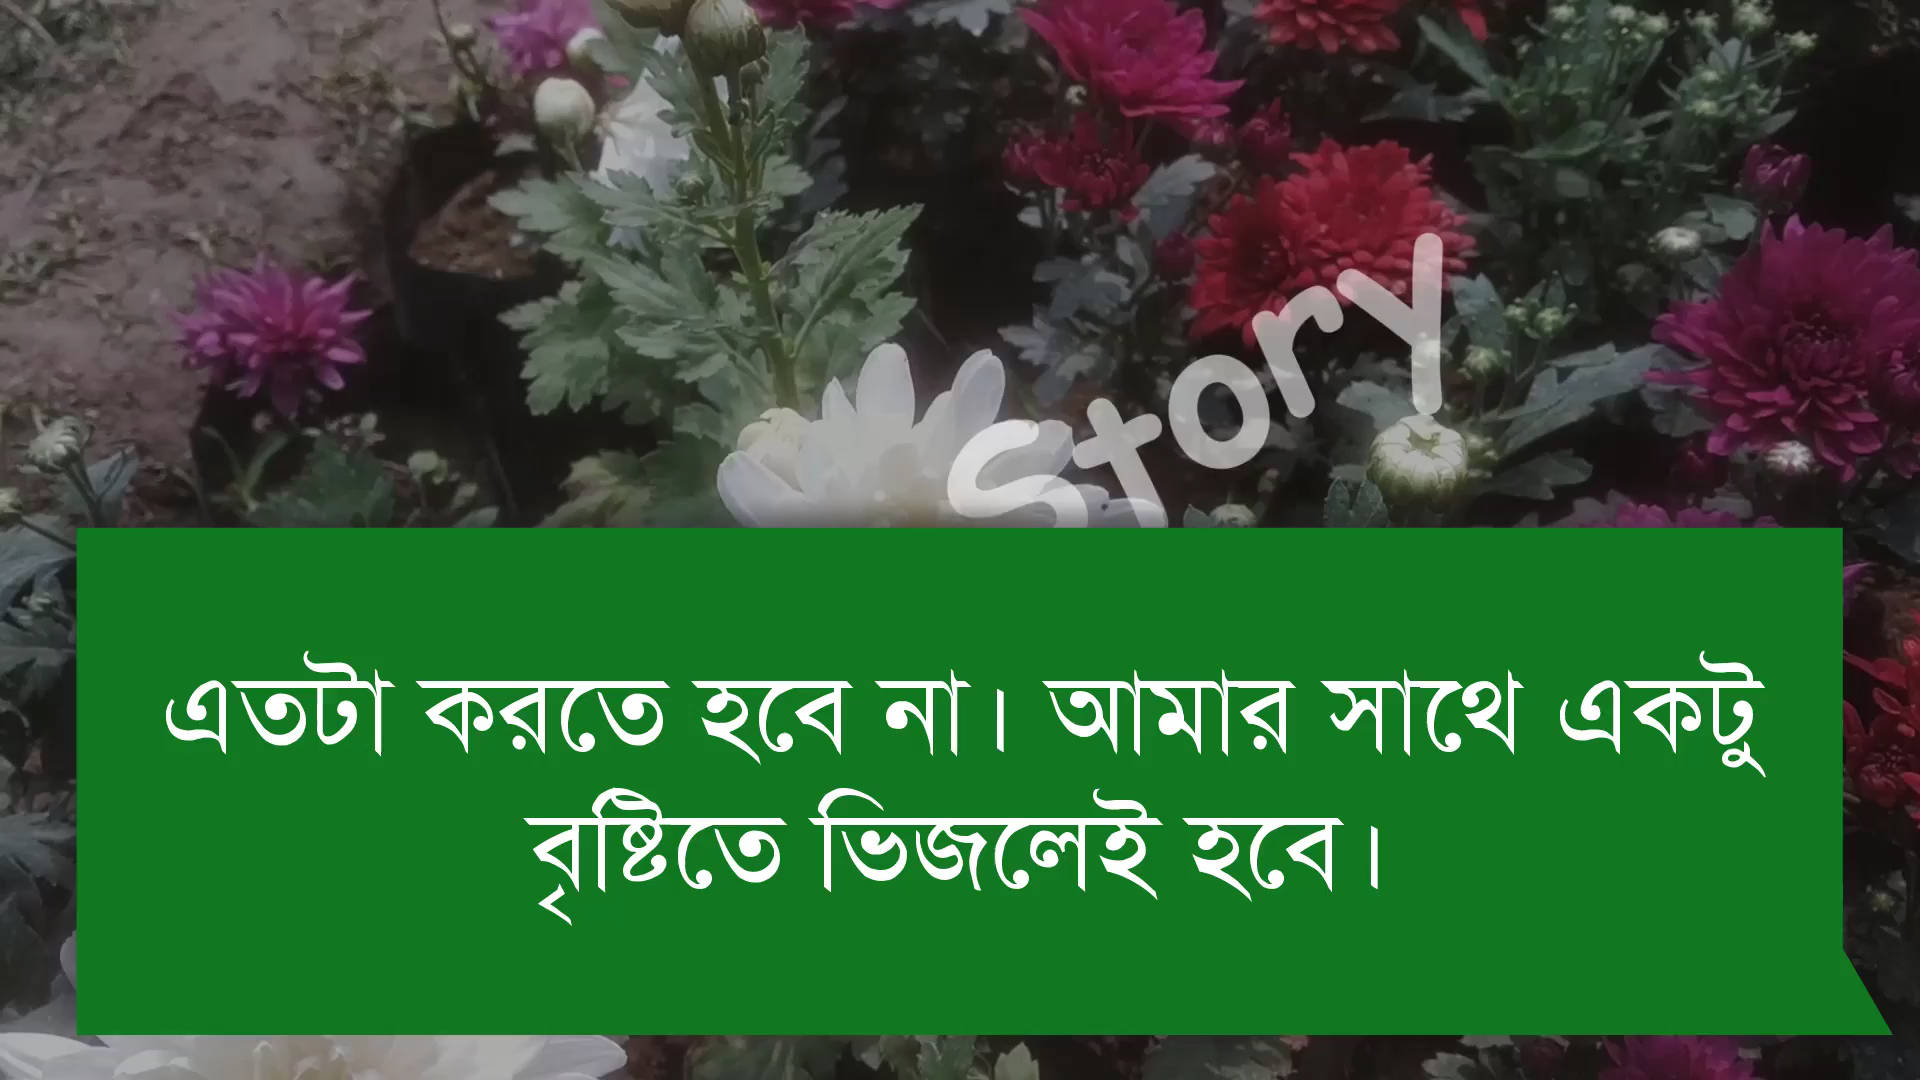 Story
এতটা করতে হবে না। আমার সাথে একটু
বৃষ্টিতে ভিজলেই হবে।